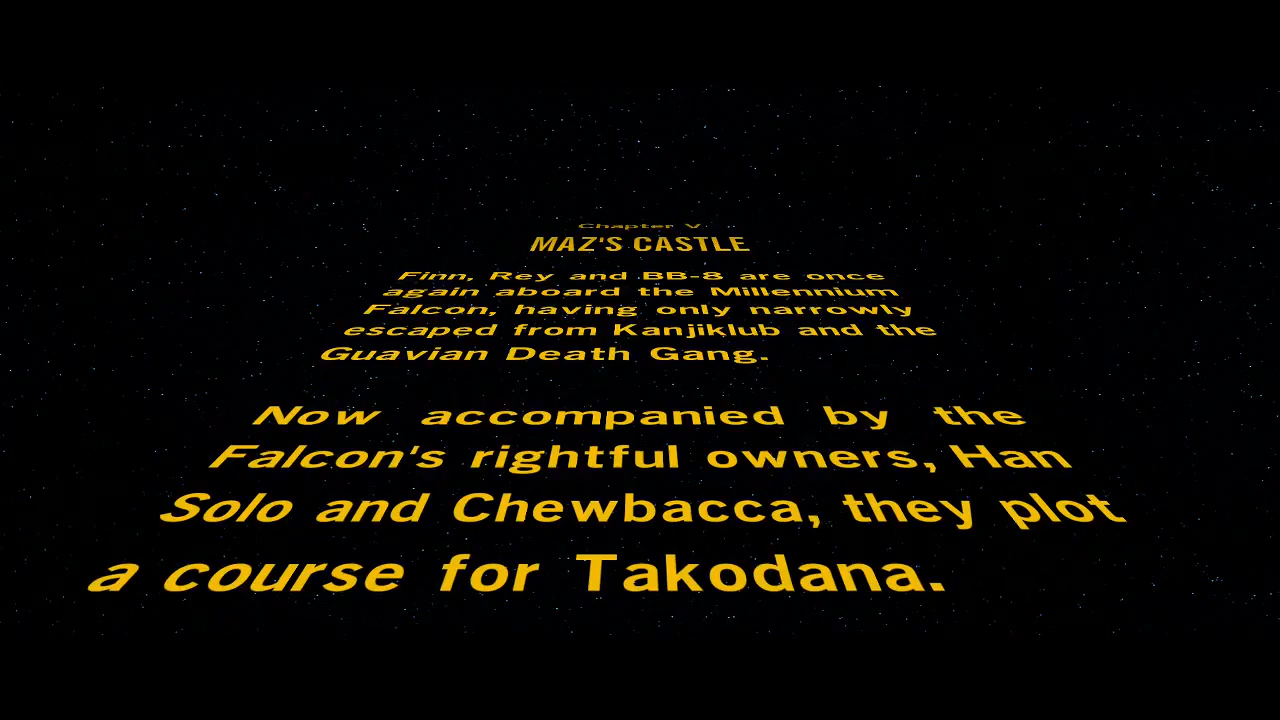 Chapter V
MAZ'S CASTLE
Finn, Rey and BB-8 are once
again aboard the Millennium
Falcon, having only narrowly
escaped from Kanjiklub and the
Guavian Death Gang.
Now accompanied by the
Falcon's rightful owners, Han
Solo and Chewbacca, they plot
a course for Takodana.